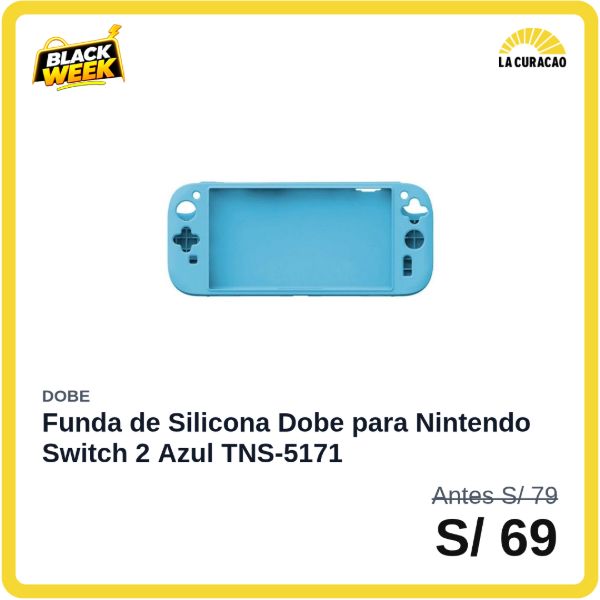 BLACK
WEEK
LA CURACAO
DOBE
Funda de Silicona Dobe para Nintendo
Switch 2 Azul TNS-5171
Antes S/ 79
S/ 69